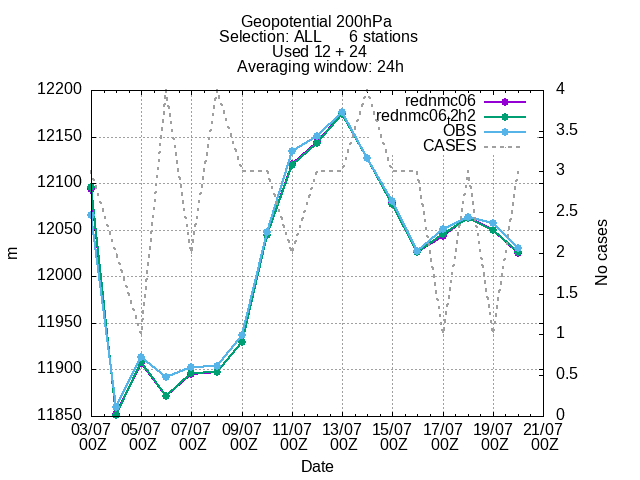 Geopotential 200hPa
Selection: ALL 6 stations
Used 12 + 24
Averaging window: 24h
12200
12150
12100
12050
12000
11950
11900
11850
m
4
3.5
3
2.5
2
1.5
1
0.5
0
No cases
rednmc06
rednmc06.2h2
OBS
CASES
03/07 05/07 07/07 09/07 11/07 13/07 15/07 17/07 19/07 21/07
00Z 00Z 00Z 00Z 00Z 00Z 00Z 00Z 00Z 00Z
Date